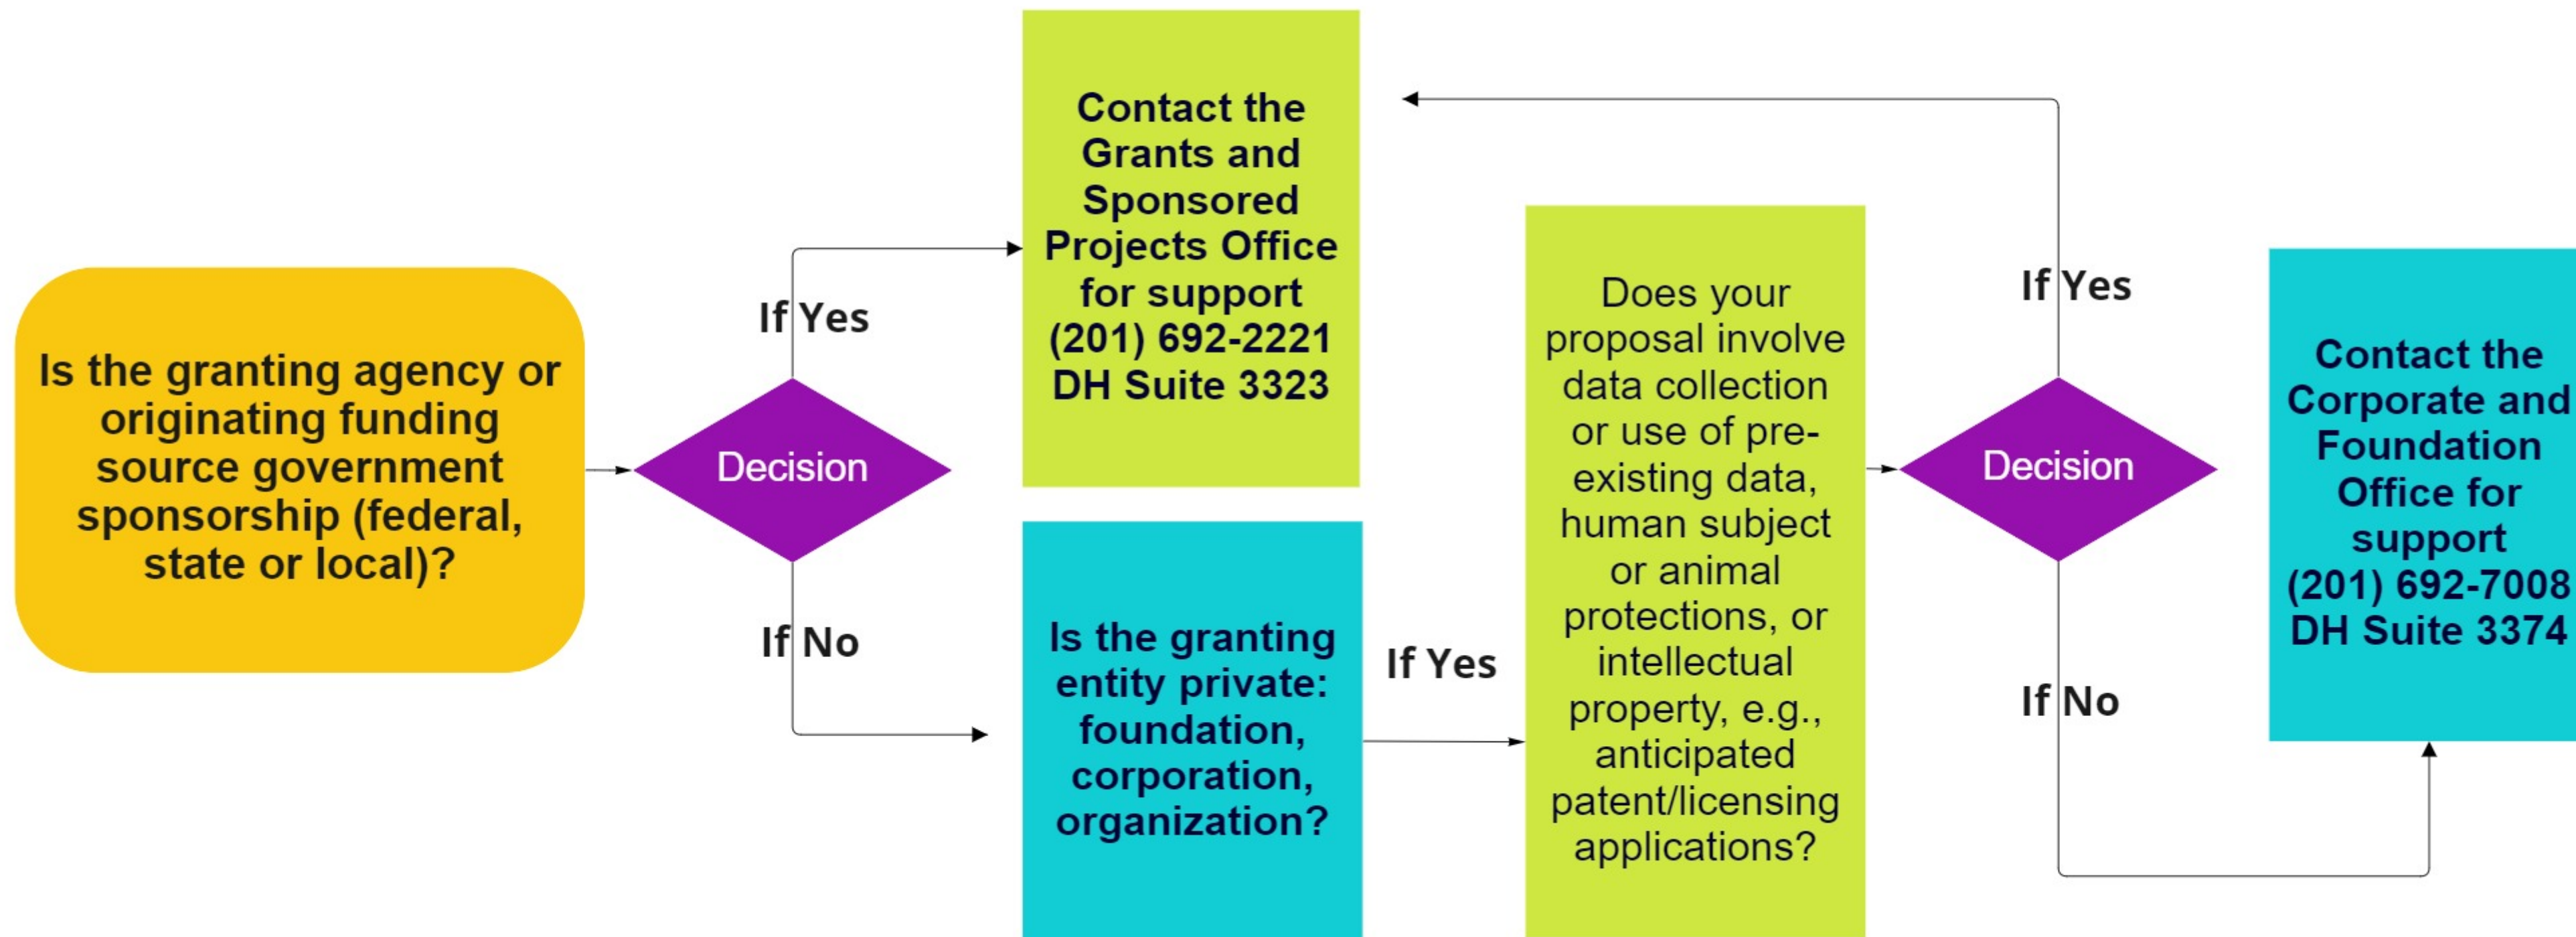 Is the granting agency or
originating funding
source government
sponsorship (federal,
state or local)?
Decision
If Yes
If No
Contact the
Grants and
Sponsored
Projects Office
for support
(201) 692-2221
DH Suite 3323
Is the granting
entity private:
foundation,
corporation,
organization?
If Yes
Does your
proposal involve
data collection
or use of pre-
existing data,
human subject
or animal
protections, or
intellectual
property, e.g.,
anticipated
patent/licensing
applications?
Decision
If Yes
If No
Contact the
Corporate and
Foundation
Office for
support
(201) 692-7008
DH Suite 3374